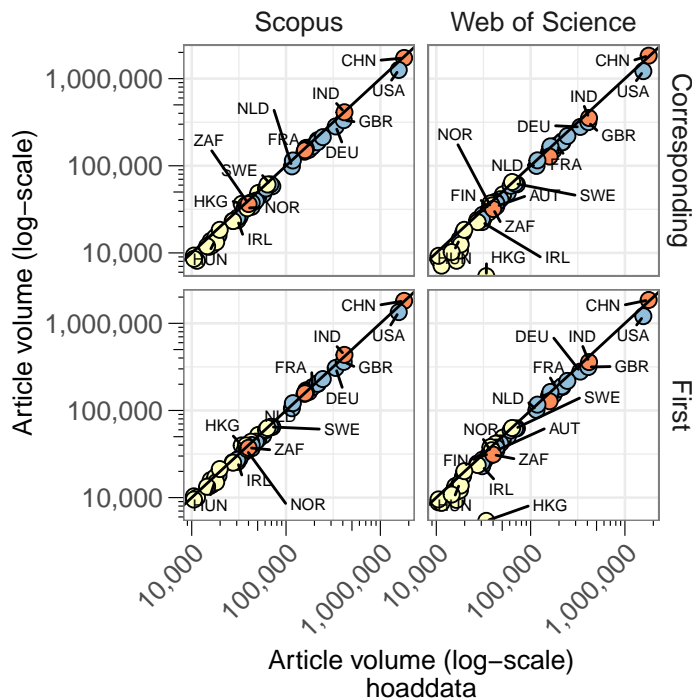 Scopus
Web of Science
Article volume (log−scale)
1,000,000
100,000
10,000
CHN
USA
IND
GBR
NLD
FRA
DEU
ZAF
SWE
HKG
NOR
IRL
HUN
CHN
USA
IND
DEU
GBR
NOR
NLD
FRA
FIN
AUT
SWE
ZAF
IRL
HUN
HKG
Corresponding
Article volume (log−scale)
1,000,000
100,000
10,000
CHN
USA
IND
FRA
GBR
DEU
HKG
NLD
SWE
ZAF
IRL
HUN
NOR
CHN
USA
DEU
IND
FRA
GBR
NLD
SWE
NOR
AUT
FIN
ZAF
IRL
HUN
HKG
First
10,000
100,000
1,000,000
10,000
100,000
1,000,000
Article volume (log−scale)
hoaddata